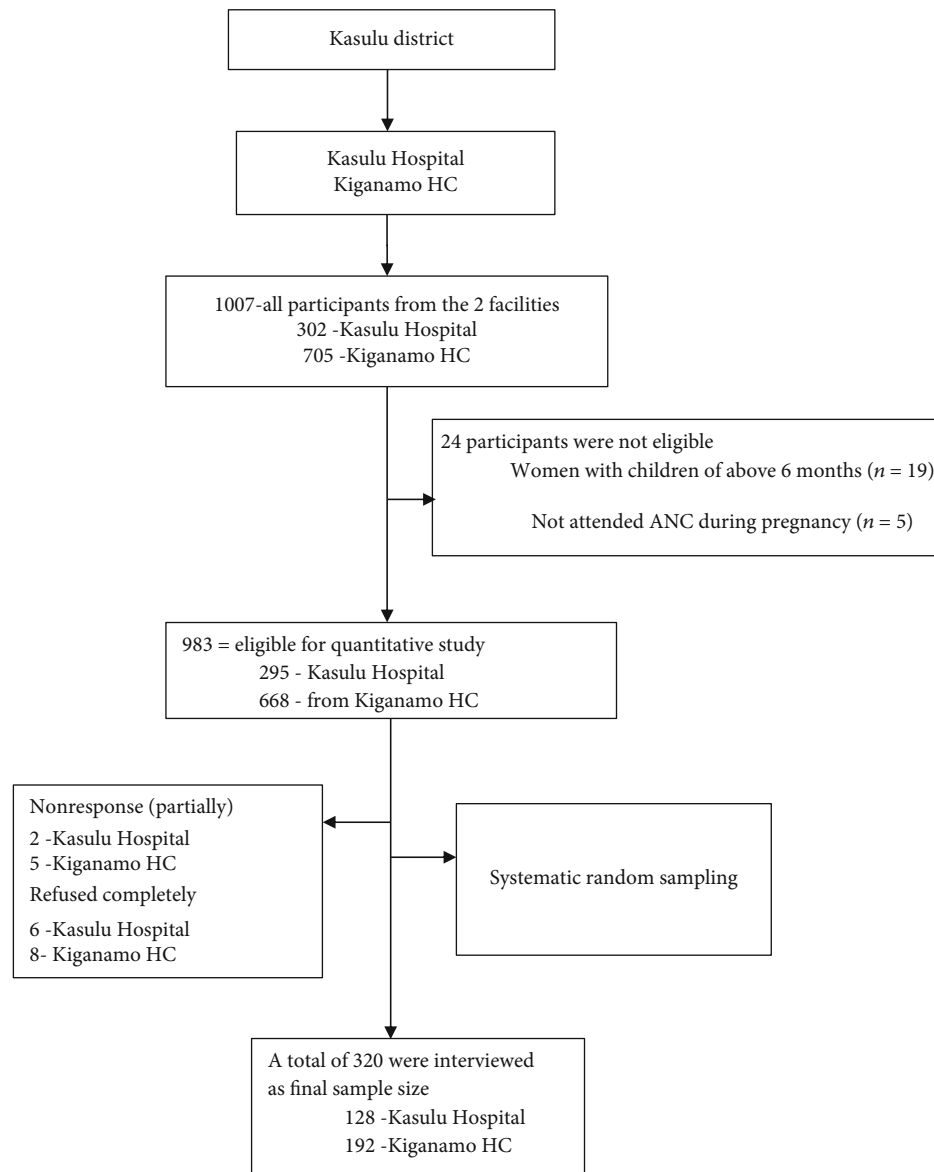 Kasulu district
Kasulu Hospital
Kiganamo HC
1007-all participants from the 2 facilities
302 -Kasulu Hospital
705 -Kiganamo HC
24 participants were not eligible
Women with children of above 6 months (n = 19)
Not attended ANC during pregnancy (n = 5)
983 = eligible for quantitative study
295 - Kasulu Hospital
668 - from Kiganamo HC
Nonresponse (partially)
2 -Kasulu Hospital
5 -Kiganamo HC
Refused completely
6 -Kasulu Hospital
8- Kiganamo HC
Systematic random sampling
A total of 320 were interviewed
as final sample size
128 -Kasulu Hospital
192 -Kiganamo HC